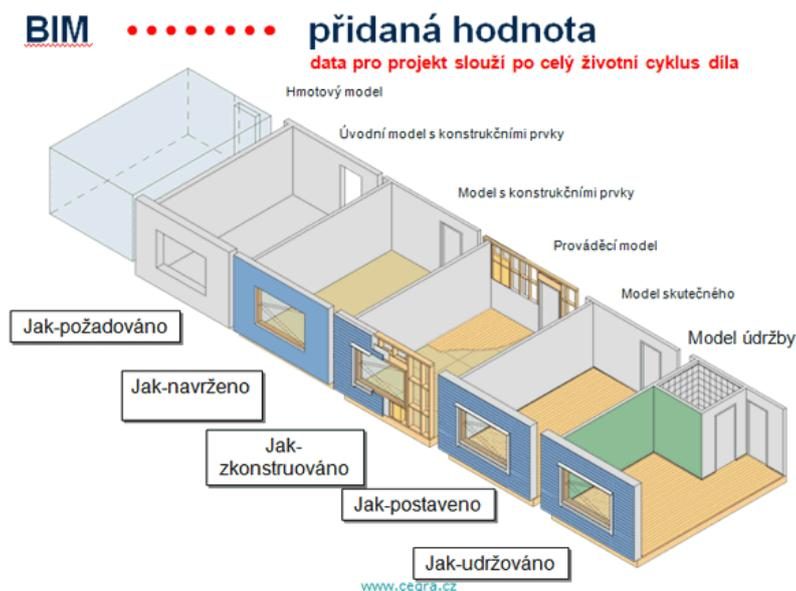 BIM
přidaná hodnota
data pro projekt slouží po celý životní cyklus díla
Hmotový model
Úvodní model s konstrukčními prvky
Model s konstrukčními prvky
Prováděcí model
Model skutečného
Model údržby
Jak-požadováno
Jak-navrženo
Jak-
zkonstruováno
Jak-postaveno
Jak-udržováno
www.cegra.cz